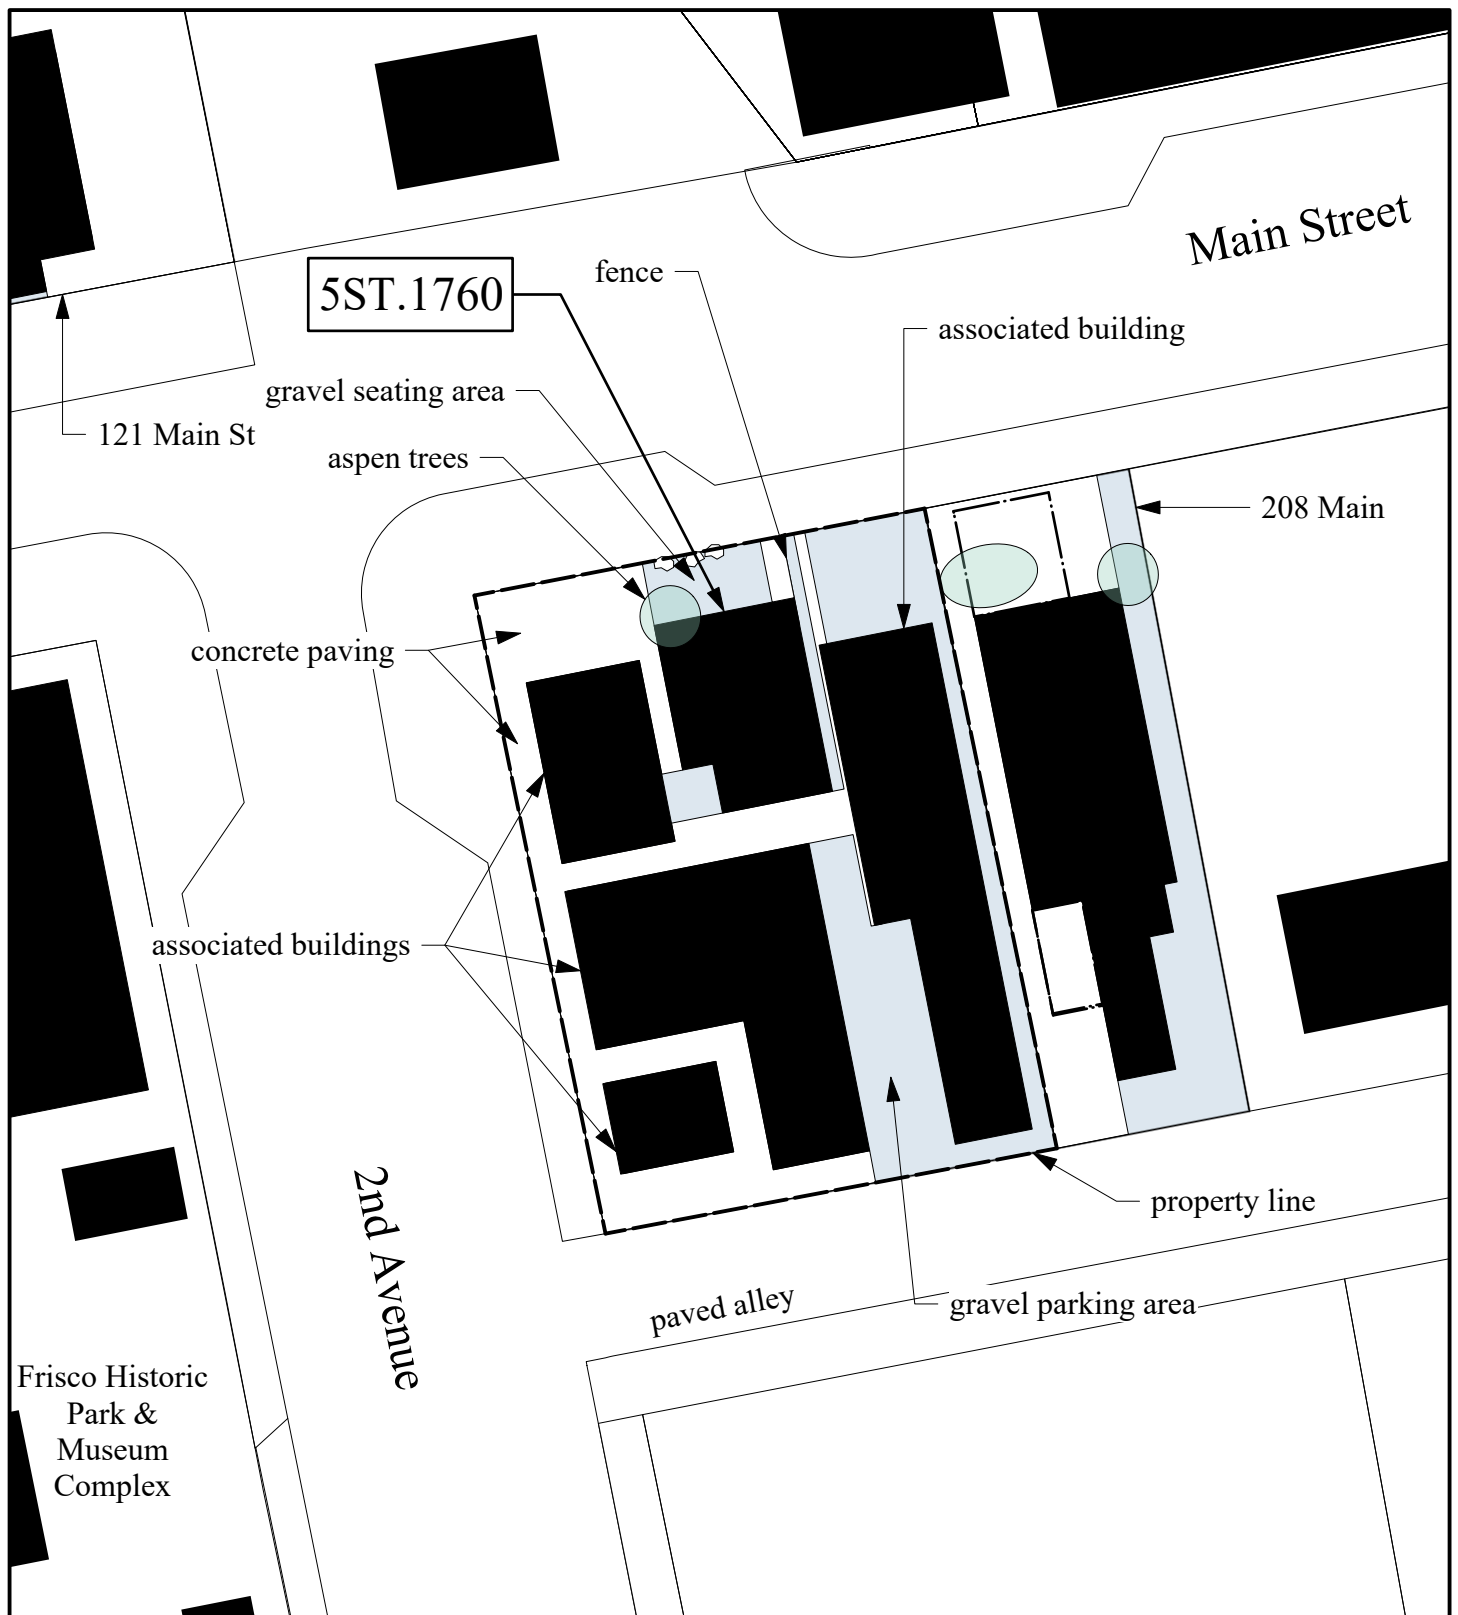 Main Street
fence
5ST.1760
associated building
gravel seating area
121 Main St
aspen trees
208 Main
concrete paving
associated buildings
2nd Avenue
property line
paved alley
gravel parking area
Frisco Historic
Park &
Museum
Complex